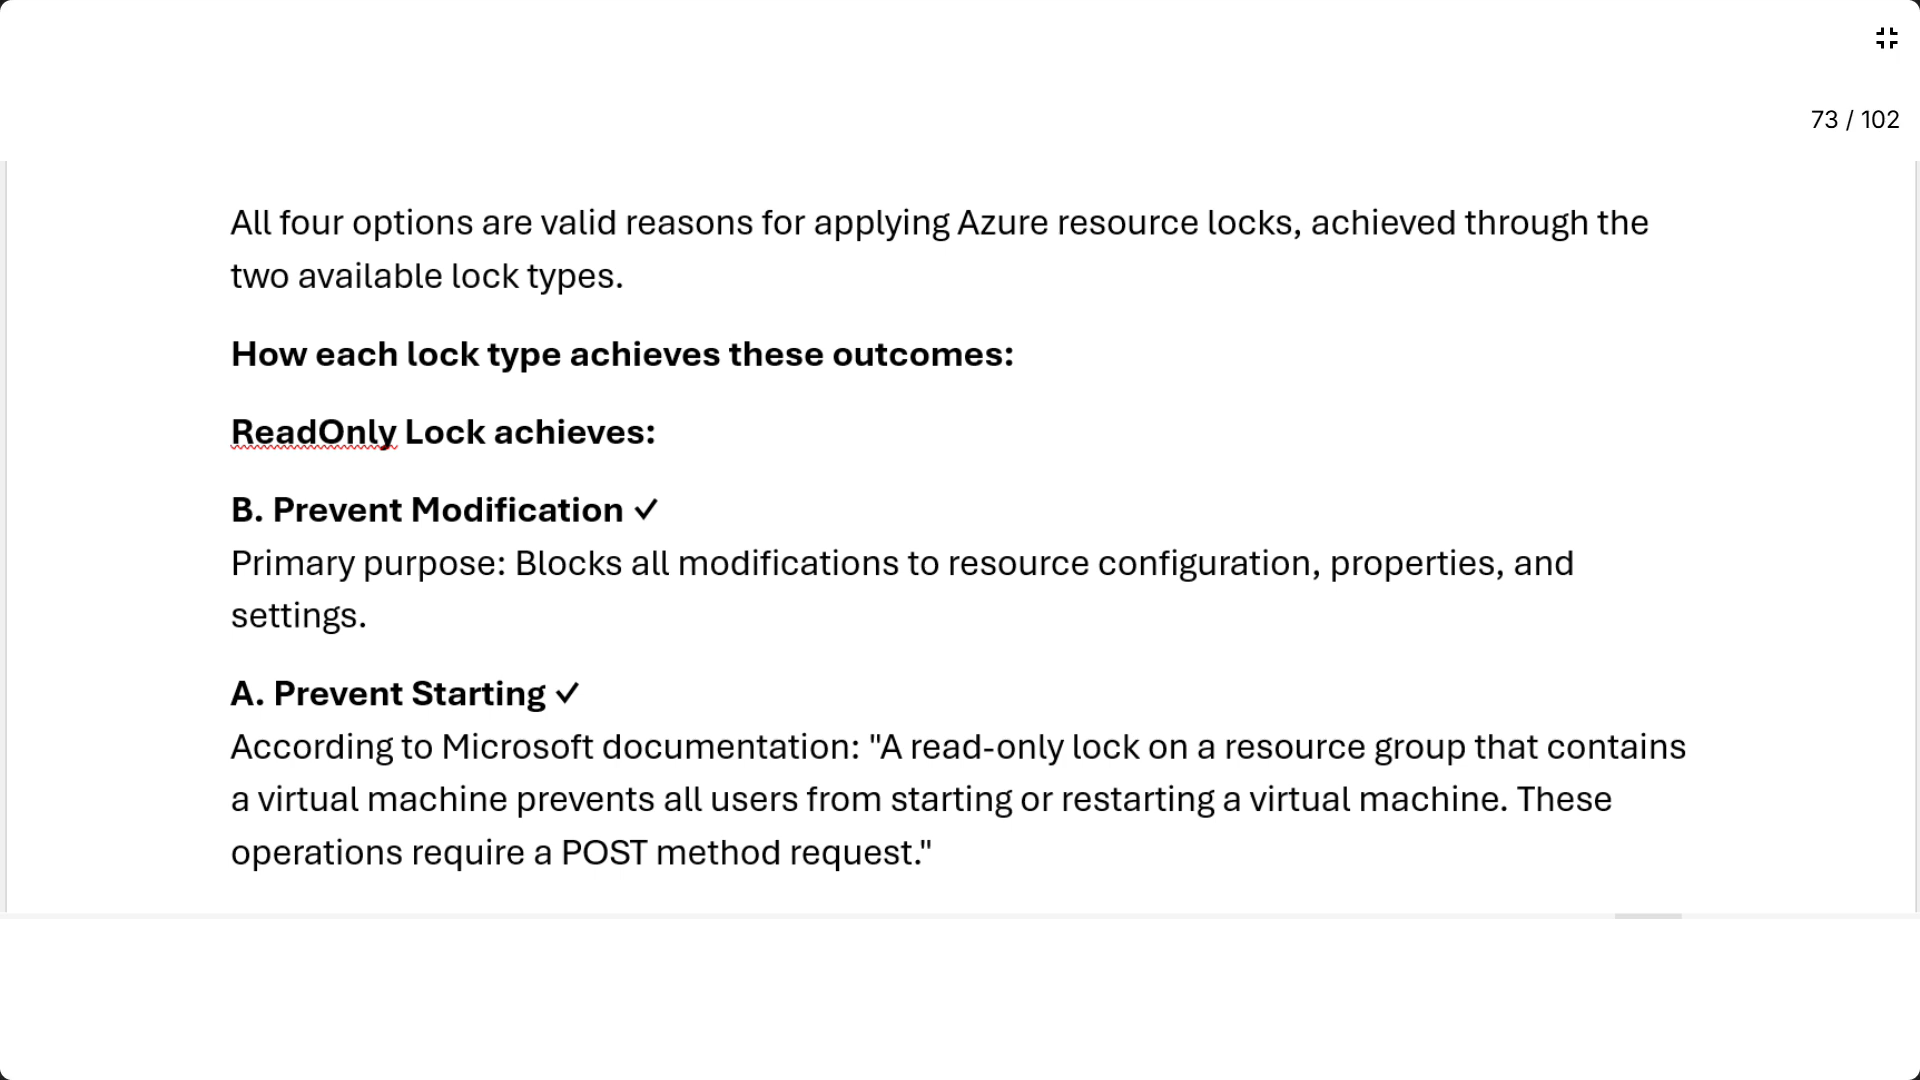 73 / 102
All four options are valid reasons for applying Azure resource locks, achieved through the
two available lock types.
How each lock type achieves these outcomes:
ReadOnly Lock achieves:
B. Prevent Modification ✓
Primary purpose: Blocks all modifications to resource configuration, properties, and
settings.
A. Prevent Starting ✓
According to Microsoft documentation: "A read-only lock on a resource group that contains
a virtual machine prevents all users from starting or restarting a virtual machine. These
operations require a POST method request."